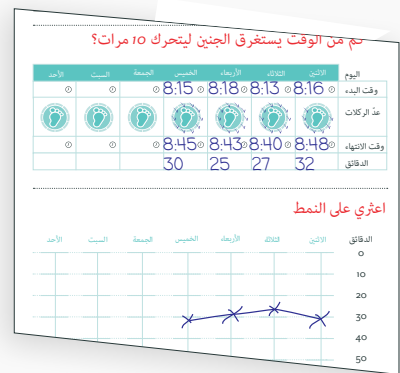 كم من الوقت يستغرق الجنين ليتحرك 10 مرات؟
اليوم الاثنين الثلاثاء الأربعاء الخميس الجمعة السبت الأحد
وقت البدء 8:16 8:13 8:18 8:15
عدّ الركلات
وقت الانتهاء 8:48 8:40 8:43 8:45
الدقائق 32 27 25 30
اعثري على النمط
الدقائق الاثنين الثلاثاء الأربعاء الخميس الجمعة السبت الأحد
0
10
20
30
40
50